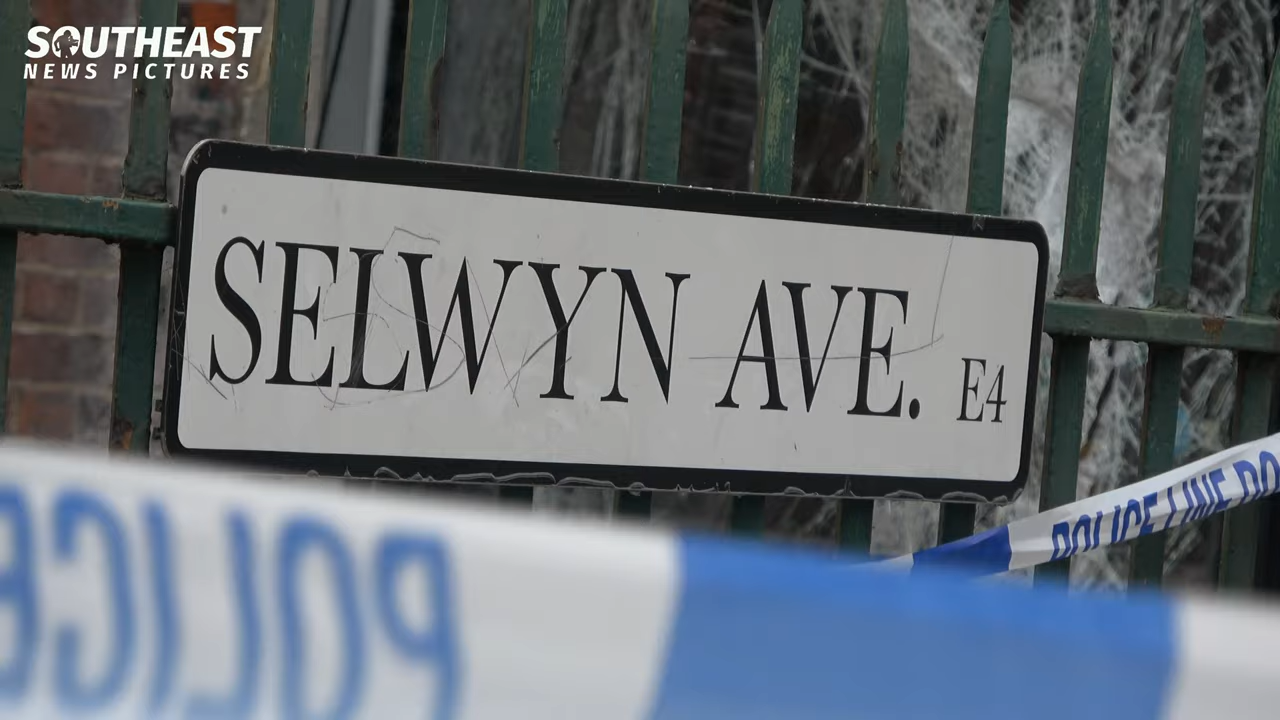 SOUTHEAST
NEWS PICTURES
SELWYN AVE. E4
POLICE LINE DO
POLICE